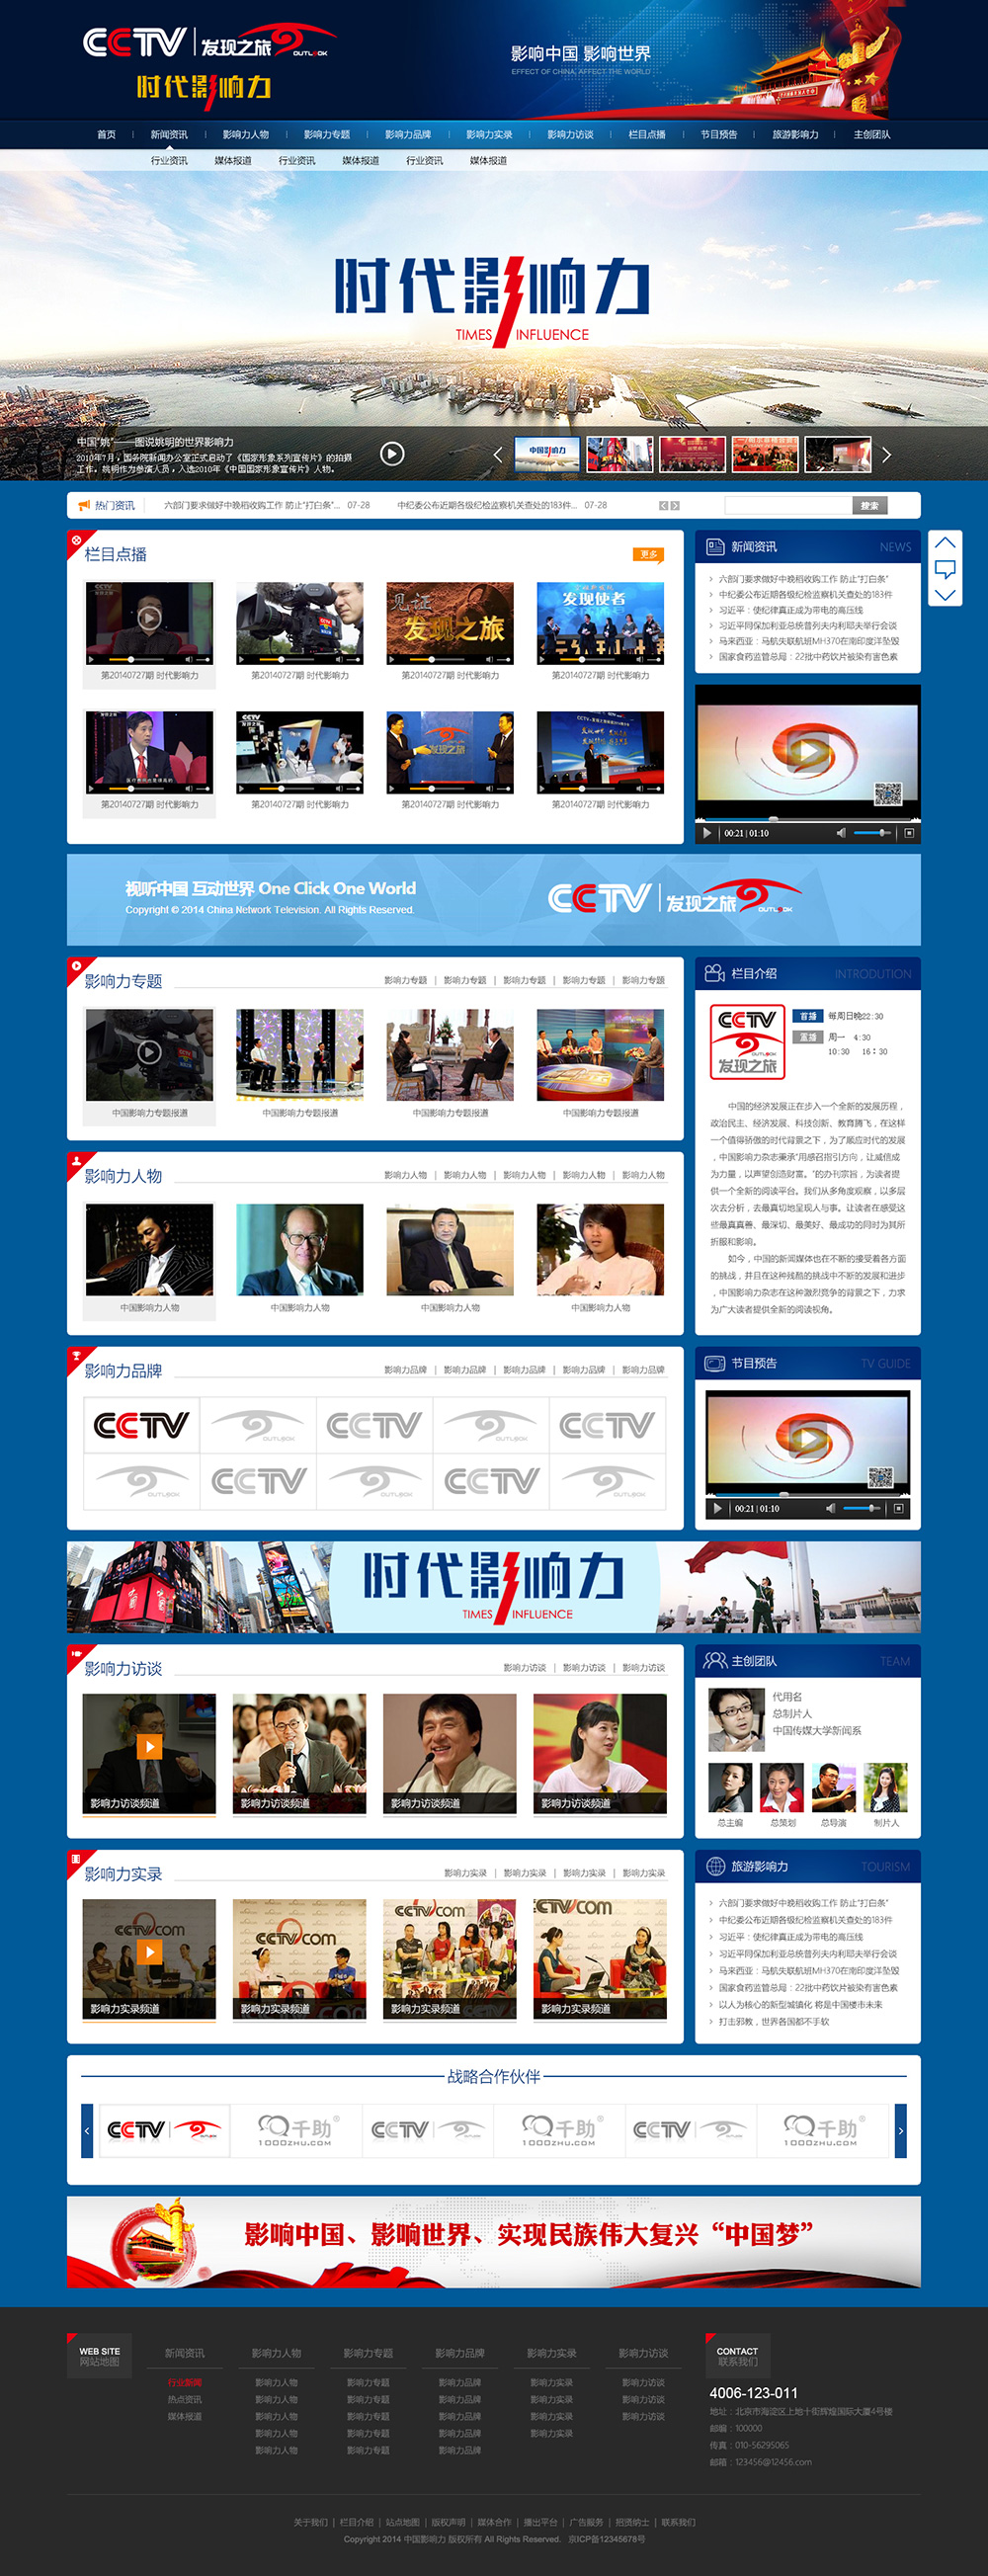 CCTV 发现之旅 OUTLOOK
时代影响力
影响中国 影响世界
EFFECT OF CHINA, AFFECT THE WORLD
首页 新闻资讯 影响力人物 影响力专题 影响力品牌 影响力实录 影响力访谈 栏目点播 节目预告 旅游影响力 主创团队
行业资讯 媒体报道 行业资讯 媒体报道 行业资讯 媒体报道
时代影响力
TIMES INFLUENCE
中国“姚”——图说姚明的世界影响力
2010年7月,国务院新闻办公室正式启动了《国家形象系列宣传片》的拍摄
工作。姚明作为参演人员,入选2010年《中国国家形象宣传片》人物。
热门资讯 六部门要求做好中晚稻收购工作 防止“打白条”... 07-28 中纪委公布近期各级纪检监察机关查处的183件... 07-28 搜索
栏目点播 更多
见证 发现之旅
发现使者
第20140727期 时代影响力 第20140727期 时代影响力 第20140727期 时代影响力 第20140727期 时代影响力
发现之旅
第20140727期 时代影响力 第20140727期 时代影响力 第20140727期 时代影响力 第20140727期 时代影响力
新闻资讯 NEWS
六部门要求做好中晚稻收购工作 防止“打白条”
中纪委公布近期各级纪检监察机关查处的183件
习近平:使纪律真正成为带电的高压线
习近平同保加利亚总统普列夫内利耶夫举行会谈
马来西亚:马航失联航班MH370在南印度洋坠毁
国家食药监管总局:22批中药饮片被染有害色素
00:21 | 01:10
视听中国 互动世界 One Click One World
Copyright © 2014 China Network Television. All Rights Reserved.
CCTV 发现之旅 OUTLOOK
影响力专题 影响力专题 | 影响力专题 | 影响力专题 | 影响力专题 | 影响力专题
中国影响力专题报道 中国影响力专题报道 中国影响力专题报道 中国影响力专题报道
影响力人物 影响力人物 | 影响力人物 | 影响力人物 | 影响力人物 | 影响力人物
中国影响力人物 中国影响力人物 中国影响力人物 中国影响力人物
栏目介绍 INTRODUTION
CCTV OUTLOOK 发现之旅
首播 每周日晚22:30
重播 周一 4:30
10:30 16:30
中国的经济发展正在步入一个全新的发展历程,
政治民主、经济发展、科技创新、教育腾飞,在这样
一个值得骄傲的时代背景之下,为了顺应时代的发展
,中国影响力杂志秉承“用感召指引方向,让威信成
为力量,以声望创造财富。”的办刊宗旨,为读者提
供一个全新的阅读平台。我们从多角度观察,以多层
次去分析,去最真切地呈现人与事。让读者在感受这
些最真真善、最深切、最美好、最成功的同时为其所
折服和影响。
如今,中国的新闻媒体也在不断的接受着各方面
的挑战,并且在这种残酷的挑战中不断的发展和进步
,中国影响力杂志在这种激烈竞争的背景之下,力求
为广大读者提供全新的阅读视角。
影响力品牌 影响力品牌 | 影响力品牌 | 影响力品牌 | 影响力品牌 | 影响力品牌
CCTV OUTLOOK CCTV OUTLOOK CCTV
OUTLOOK CCTV OUTLOOK CCTV OUTLOOK
节目预告 TV GUIDE
00:21 | 01:10
时代影响力
TIMES INFLUENCE
影响力访谈 影响力访谈 | 影响力访谈 | 影响力访谈
影响力访谈频道 影响力访谈频道 影响力访谈频道 影响力访谈频道
主创团队 TEAM
代用名
总制片人
中国传媒大学新闻系
总主编 总策划 总导演 制片人
影响力实录 影响力实录 | 影响力实录 | 影响力实录 | 影响力实录
CCTV.COM CCTV.COM CCTV.COM CCTV.COM
影响力实录频道 影响力实录频道 影响力实录频道 影响力实录频道
旅游影响力 TOURISM
六部门要求做好中晚稻收购工作 防止“打白条”
中纪委公布近期各级纪检监察机关查处的183件
习近平:使纪律真正成为带电的高压线
习近平同保加利亚总统普列夫内利耶夫举行会谈
马来西亚:马航失联航班MH370在南印度洋坠毁
国家食药监管总局:22批中药饮片被染有害色素
以人为核心的新型城镇化 将是中国楼市未来
打击邪教,世界各国都不手软
战略合作伙伴
CCTV OUTLOOK 千助® CCTV OUTLOOK 千助® CCTV OUTLOOK 千助®
1000ZHU.COM 1000ZHU.COM 1000ZHU.COM
影响中国、影响世界、实现民族伟大复兴“中国梦”
WEB SITE
网站地图
新闻资讯 影响力人物 影响力专题 影响力品牌 影响力实录 影响力访谈
行业新闻 影响力人物 影响力专题 影响力品牌 影响力实录 影响力访谈
热点资讯 影响力人物 影响力专题 影响力品牌 影响力实录 影响力访谈
媒体报道 影响力人物 影响力专题 影响力品牌 影响力实录 影响力访谈
影响力人物 影响力专题 影响力品牌 影响力实录
影响力人物 影响力专题 影响力品牌
CONTACT
联系我们
4006-123-011
地址:北京市海淀区上地十街辉煌国际大厦4号楼
邮编:100000
传真:010-56295065
邮箱:123456@12456.com
关于我们 | 栏目介绍 | 站点地图 | 版权声明 | 媒体合作 | 播出平台 | 广告服务 | 招贤纳士 | 联系我们
Copyright 2014 中国影响力 版权所有 All Rights Reserved. 京ICP备12345678号